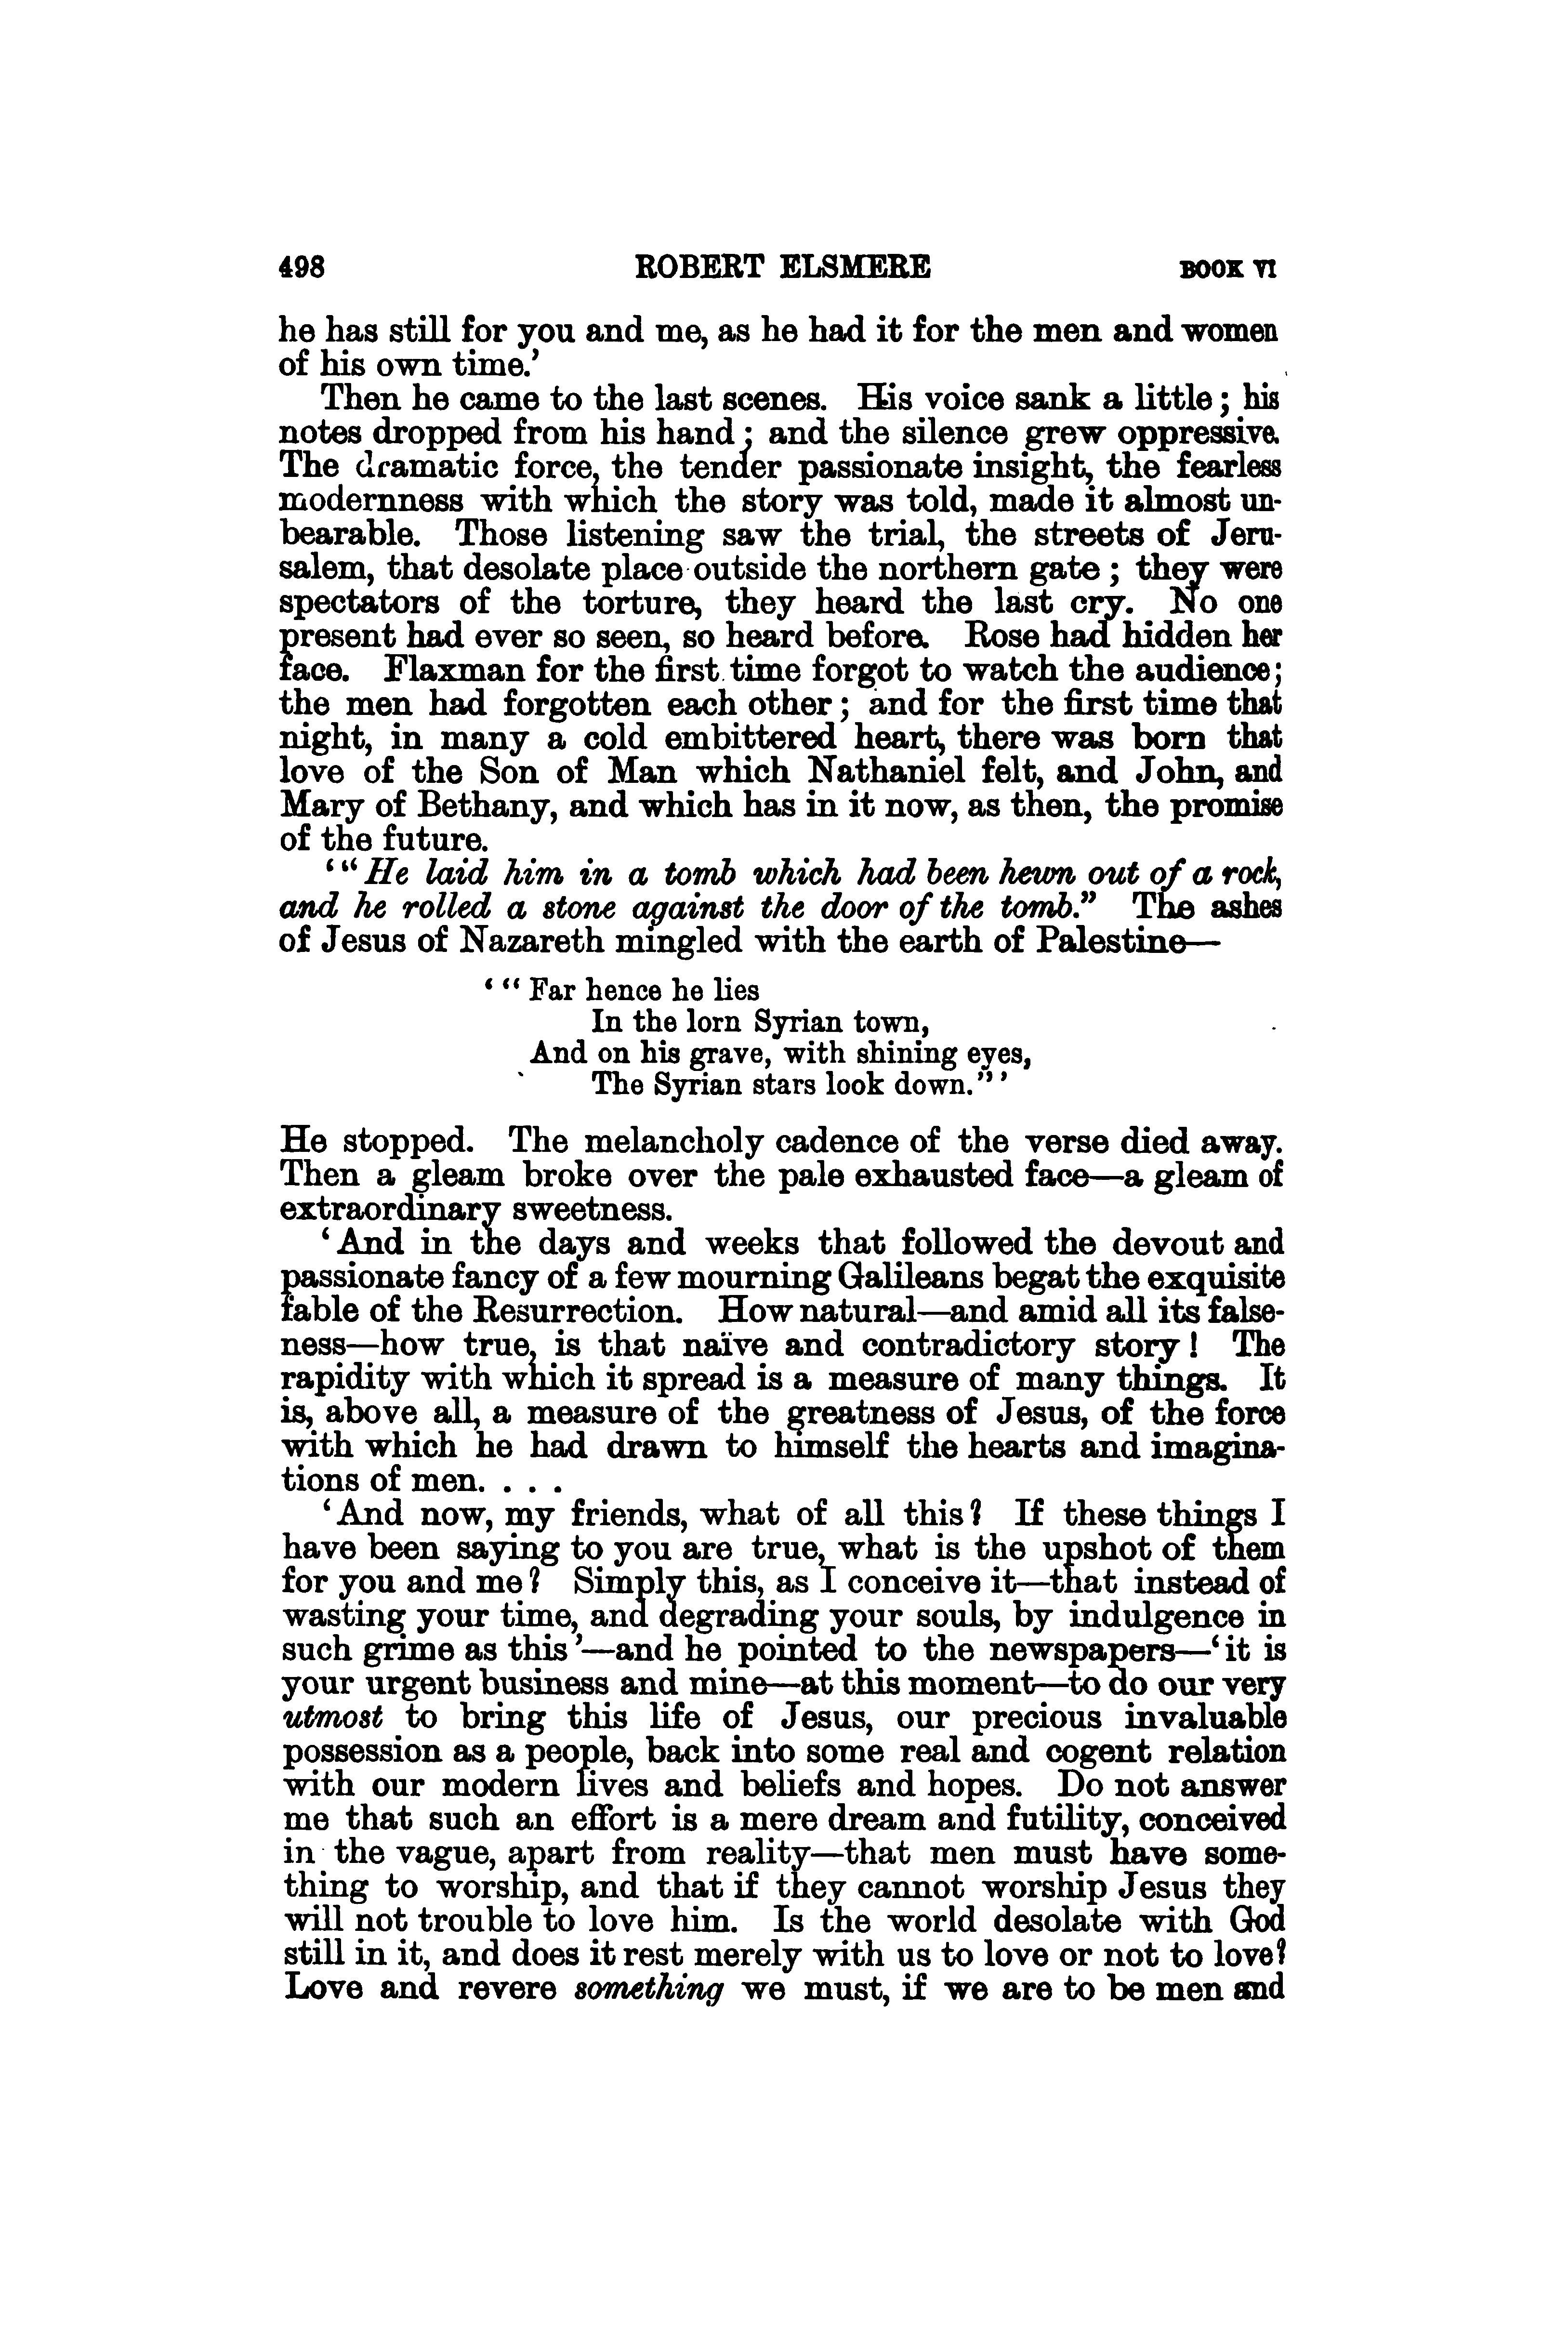 498 ROBERT ELSMERE BOOK VI
he has still for you and me, as he had it for the men and women
of his own time.’
Then he came to the last scenes. His voice sank a little; his
notes dropped from his hand; and the silence grew oppressive.
The dramatic force, the tender passionate insight, the fearless
modernness with which the story was told, made it almost un-
bearable. Those listening saw the trial, the streets of Jeru-
salem, that desolate place outside the northern gate; they were
spectators of the torture, they heard the last cry. No one
present had ever so seen, so heard before. Rose had hidden her
face. Flaxman for the first time forgot to watch the audience;
the men had forgotten each other; and for the first time that
night, in many a cold embittered heart, there was born that
love of the Son of Man which Nathaniel felt, and John, and
Mary of Bethany, and which has in it now, as then, the promise
of the future.
‘“He laid him in a tomb which had been hewn out of a rock,
and he rolled a stone against the door of the tomb.” The ashes
of Jesus of Nazareth mingled with the earth of Palestine—
‘“Far hence he lies
In the lorn Syrian town,
And on his grave, with shining eyes,
The Syrian stars look down.”’
He stopped. The melancholy cadence of the verse died away.
Then a gleam broke over the pale exhausted face—a gleam of
extraordinary sweetness.
‘And in the days and weeks that followed the devout and
passionate fancy of a few mourning Galileans begat the exquisite
fable of the Resurrection. How natural—and amid all its false-
ness—how true, is that naïve and contradictory story! The
rapidity with which it spread is a measure of many things. It
is, above all, a measure of the greatness of Jesus, of the force
with which he had drawn to himself the hearts and imagina-
tions of men. . . .
‘And now, my friends, what of all this? If these things I
have been saying to you are true, what is the upshot of them
for you and me? Simply this, as I conceive it—that instead of
wasting your time, and degrading your souls, by indulgence in
such grime as this’—and he pointed to the newspapers—‘it is
your urgent business and mine—at this moment—to do our very
utmost to bring this life of Jesus, our precious invaluable
possession as a people, back into some real and cogent relation
with our modern lives and beliefs and hopes. Do not answer
me that such an effort is a mere dream and futility, conceived
in the vague, apart from reality—that men must have some-
thing to worship, and that if they cannot worship Jesus they
will not trouble to love him. Is the world desolate with God
still in it, and does it rest merely with us to love or not to love?
Love and revere something we must, if we are to be men and